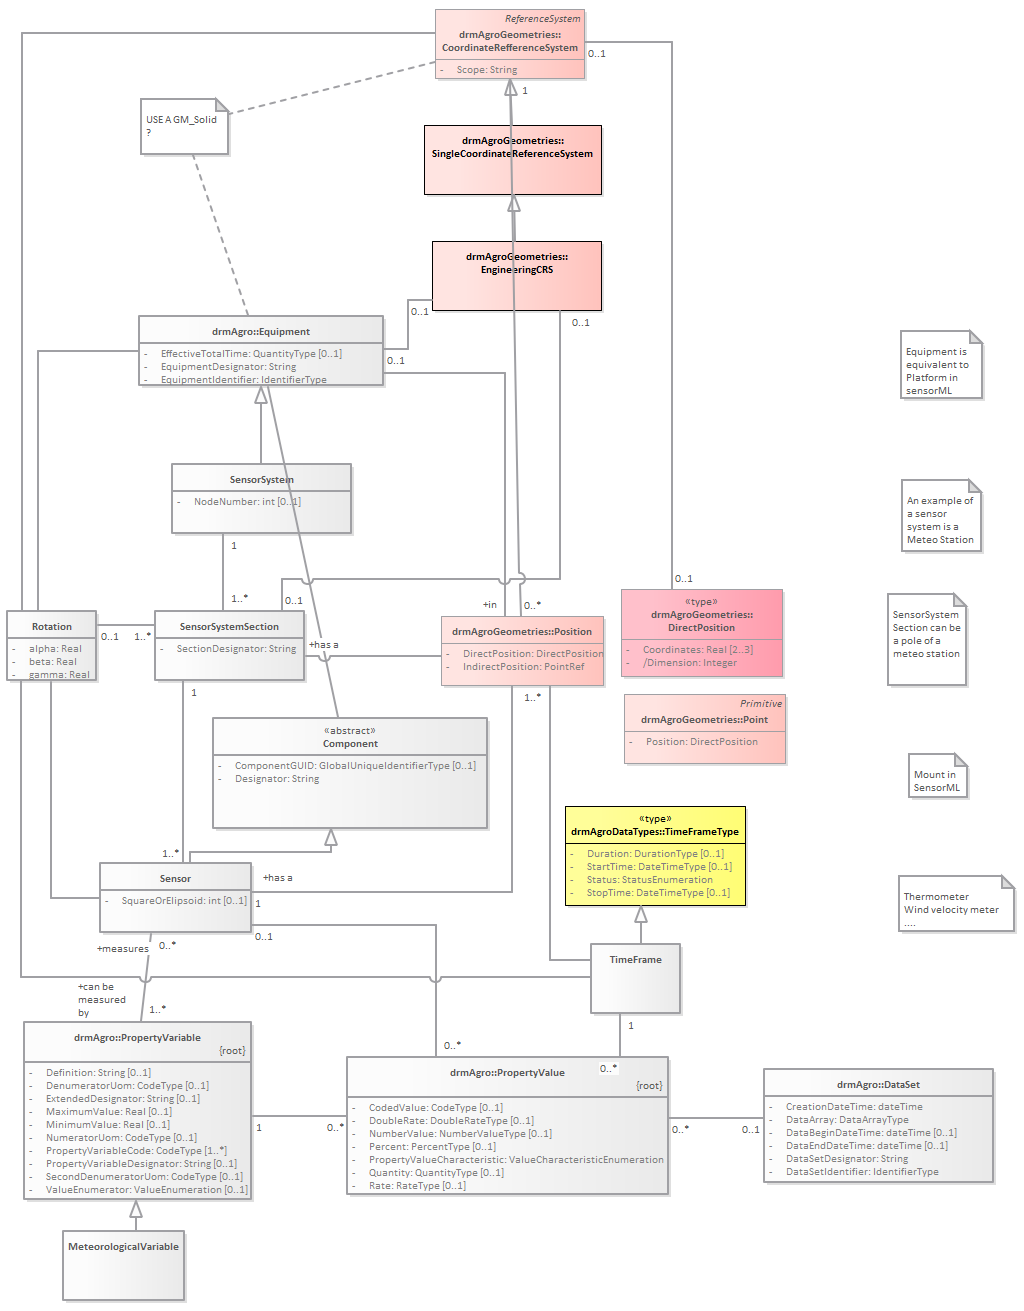 ReferenceSystem
drmAgroGeometries::
CoordinateRefferenceSystem
- Scope: String
0..1
1
USE A GM_Solid
?
drmAgroGeometries::
SingleCoordinateReferenceSystem
drmAgroGeometries::
EngineeringCRS
0..1
0..1
0..1
drmAgro::Equipment
- EffectiveTotalTime: QuantityType [0..1]
- EquipmentDesignator: String
- EquipmentIdentifier: IdentifierType
Equipment is
equivalent to
Platform in
sensorML
SensorSystem
- NodeNumber: int [0..1]
An example of
a sensor
system is a
Meteo Station
1
1..*
0..1
+in
0..*
0..1
Rotation
- alpha: Real
- beta: Real
- gamma: Real
0..1
1..*
SensorSystemSection
- SectionDesignator: String
+has a
drmAgroGeometries::Position
- DirectPosition: DirectPosition
- IndirectPosition: PointRef
«type»
drmAgroGeometries::
DirectPosition
- Coordinates: Real [2..3]
- /Dimension: Integer
SensorSystem
Section can be
a pole of a
meteo station
1
1..*
Primitive
drmAgroGeometries::Point
- Position: DirectPosition
«abstract»
Component
- ComponentGUID: GlobalUniqueIdentifierType [0..1]
- Designator: String
Mount in
SensorML
«type»
drmAgroDataTypes::TimeFrameType
- Duration: DurationType [0..1]
- StartTime: DateTimeType [0..1]
- Status: StatusEnumeration
- StopTime: DateTimeType [0..1]
1..*
Sensor
- SquareOrElipsoid: int [0..1]
+has a
1
0..1
Thermometer
Wind velocity meter
....
+measures
0..*
TimeFrame
+can be
measured
by
1..*
1
0..*
0..*
drmAgro::PropertyVariable
{root}
- Definition: String [0..1]
- DenumeratorUom: CodeType [0..1]
- ExtendedDesignator: String [0..1]
- MaximumValue: Real [0..1]
- MinimumValue: Real [0..1]
- NumeratorUom: CodeType [0..1]
- PropertyVariableCode: CodeType [1..*]
- PropertyVariableDesignator: String [0..1]
- SecondDenumeratorUom: CodeType [0..1]
- ValueEnumerator: ValueEnumeration [0..1]
1
0..*
drmAgro::PropertyValue
{root}
- CodedValue: CodeType [0..1]
- DoubleRate: DoubleRateType [0..1]
- NumberValue: NumberValueType [0..1]
- Percent: PercentType [0..1]
- PropertyValueCharacteristic: ValueCharacteristicEnumeration
- Quantity: QuantityType [0..1]
- Rate: RateType [0..1]
0..*
0..1
drmAgro::DataSet
- CreationDateTime: dateTime
- DataArray: DataArrayType
- DataBeginDateTime: dateTime [0..1]
- DataEndDateTime: dateTime [0..1]
- DataSetDesignator: String
- DataSetIdentifier: IdentifierType
MeteorologicalVariable